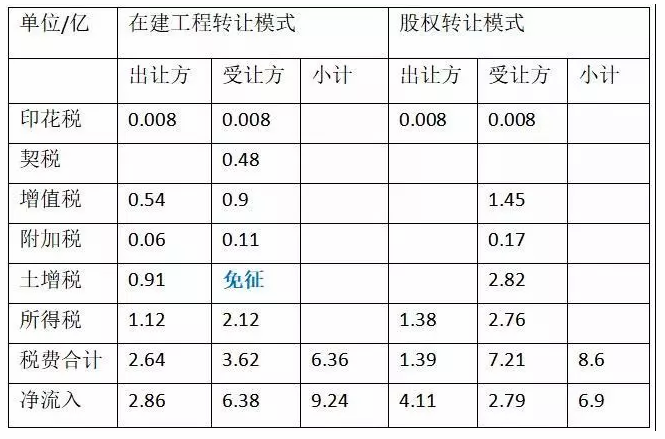 单位/亿 在建工程转让模式 股权转让模式
出让方 受让方 小计 出让方 受让方 小计
印花税 0.008 0.008 0.008 0.008
契税 0.48
增值税 0.54 0.9 1.45
附加税 0.06 0.11 0.17
土增税 0.91 免征 2.82
所得税 1.12 2.12 1.38 2.76
税费合计 2.64 3.62 6.36 1.39 7.21 8.6
净流入 2.86 6.38 9.24 4.11 2.79 6.9